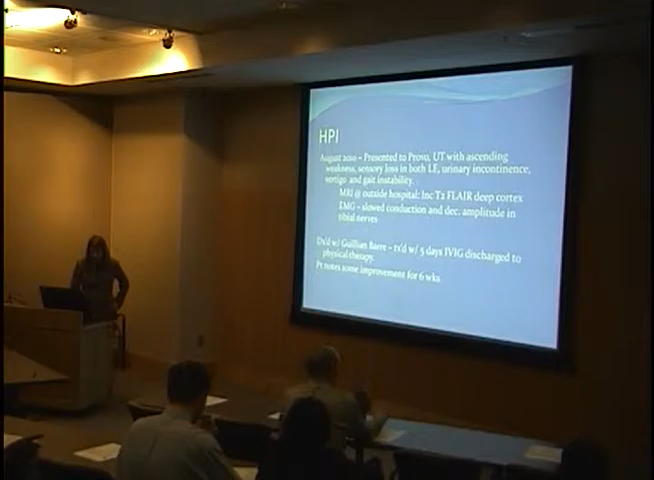 HPI
August 2010 – Presented to Provo, UT with ascending
weakness, sensory loss in both LE, urinary incontinence,
vertigo and gait instability.
MRI @ outside hospital: Inc T2 FLAIR deep cortex
EMG – slowed conduction and dec. amplitude in
tibial nerves
Dx'd w/ Guillian Barre – tx'd w/ 5 days IVIG discharged to
physical therapy.
Pt notes some improvement for 6 wks